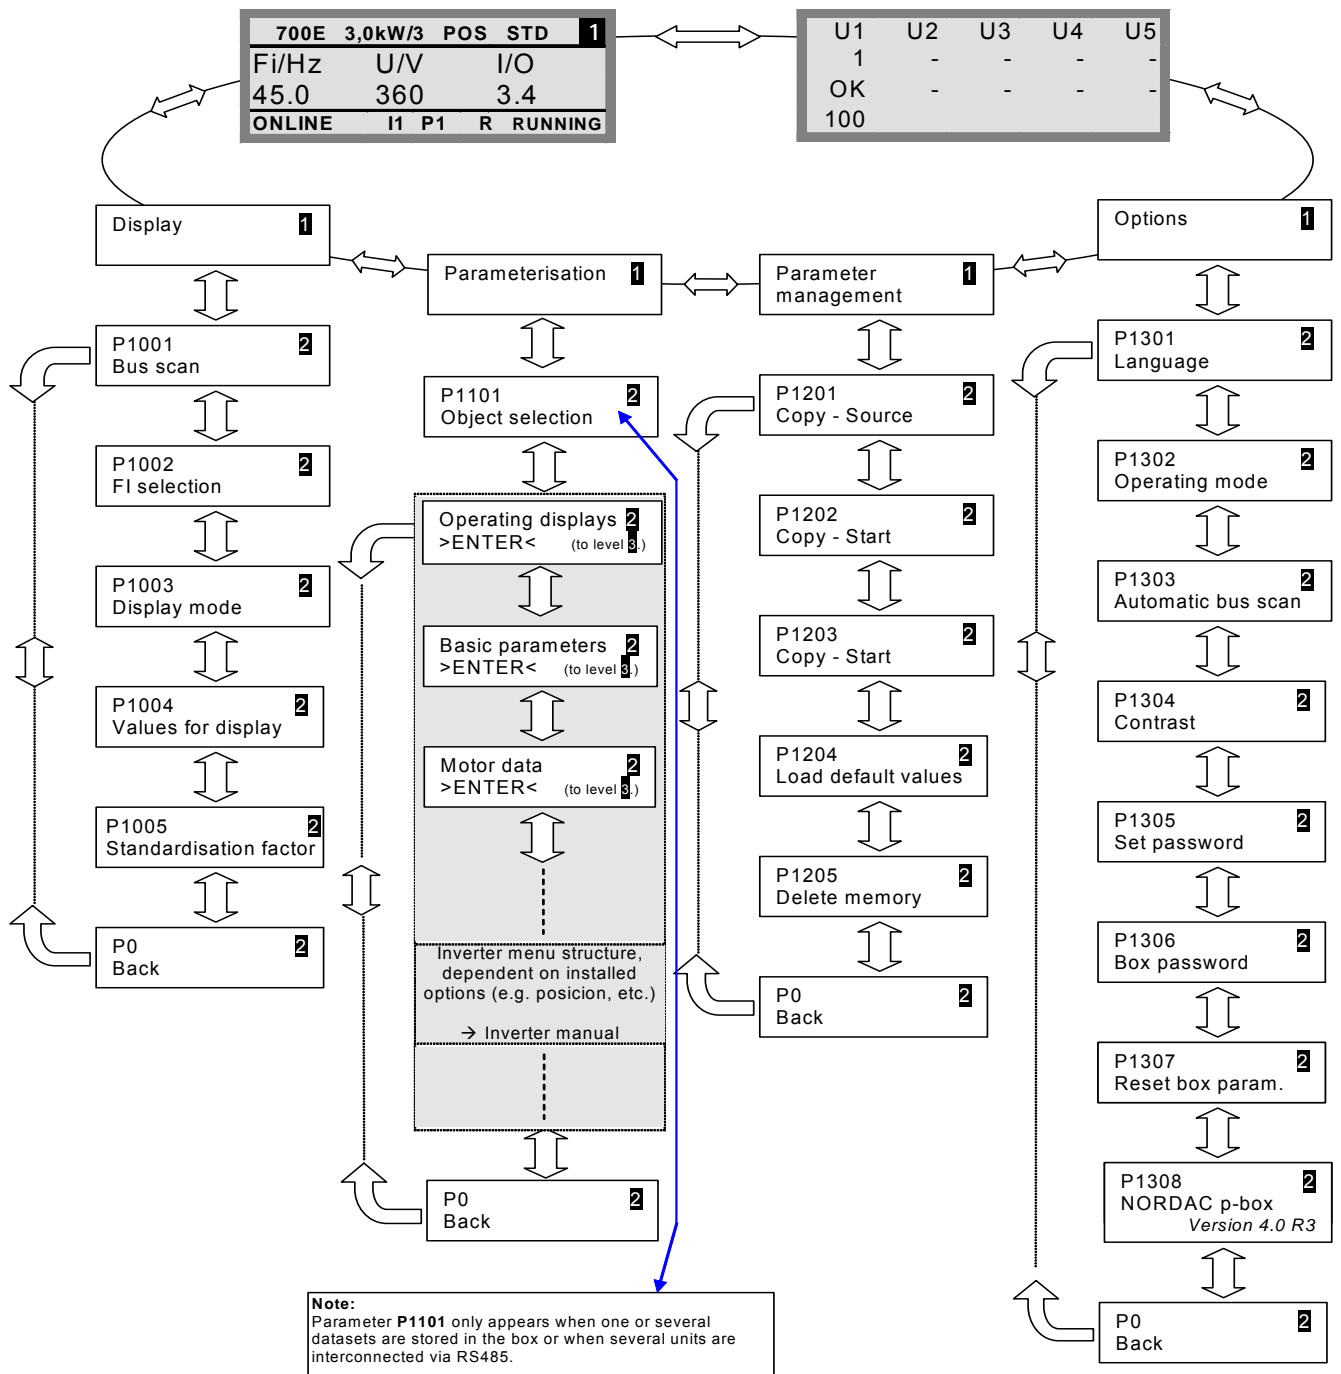 700E 3,0kW/3 POS STD 1
Fi/Hz U/V I/O
45.0 360 3.4
ONLINE I1 P1 R RUNNING
U1 U2 U3 U4 U5
1 - - - -
OK - - - -
100
Display 1
P1001 2
Bus scan
P1002 2
FI selection
P1003 2
Display mode
P1004 2
Values for display
P1005 2
Standardisation factor
P0 2
Back
Parameterisation 1
P1101 2
Object selection
Operating displays 2
>ENTER< (to level 3.)
Basic parameters 2
>ENTER< (to level 3.)
Motor data 2
>ENTER< (to level 3.)
Inverter menu structure,
dependent on installed
options (e.g. posicion, etc.)
→ Inverter manual
P0 2
Back
Parameter 1
management
P1201 2
Copy - Source
P1202 2
Copy - Start
P1203 2
Copy - Start
P1204 2
Load default values
P1205 2
Delete memory
P0 2
Back
Options 1
P1301 2
Language
P1302 2
Operating mode
P1303 2
Automatic bus scan
P1304 2
Contrast
P1305 2
Set password
P1306 2
Box password
P1307 2
Reset box param.
P1308 2
NORDAC p-box
Version 4.0 R3
P0 2
Back
Note:
Parameter P1101 only appears when one or several
datasets are stored in the box or when several units are
interconnected via RS485.